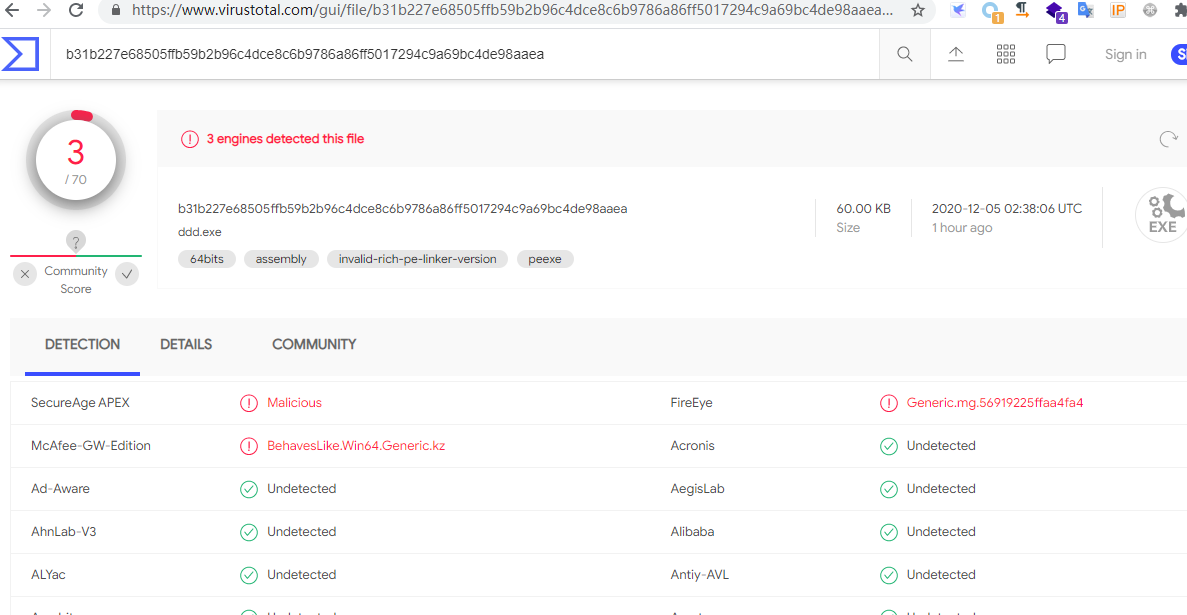 https://www.virustotal.com/gui/file/b31b227e68505ffb59b2b96c4dce8c6b9786a86ff5017294c9a69bc4de98aaea...
1
4
IP
b31b227e68505ffb59b2b96c4dce8c6b9786a86ff5017294c9a69bc4de98aaea
Sign in
S
3
/ 70
?
Community
Score
3 engines detected this file
b31b227e68505ffb59b2b96c4dce8c6b9786a86ff5017294c9a69bc4de98aaea
ddd.exe
64bits assembly invalid-rich-pe-linker-version peexe
60.00 KB
Size
2020-12-05 02:38:06 UTC
1 hour ago
EXE
DETECTION DETAILS COMMUNITY
SecureAge APEX Malicious FireEye Generic.mg.56919225ffaa4fa4
McAfee-GW-Edition BehavesLike.Win64.Generic.kz Acronis Undetected
Ad-Aware Undetected AegisLab Undetected
AhnLab-V3 Undetected Alibaba Undetected
ALYac Undetected Antiy-AVL Undetected